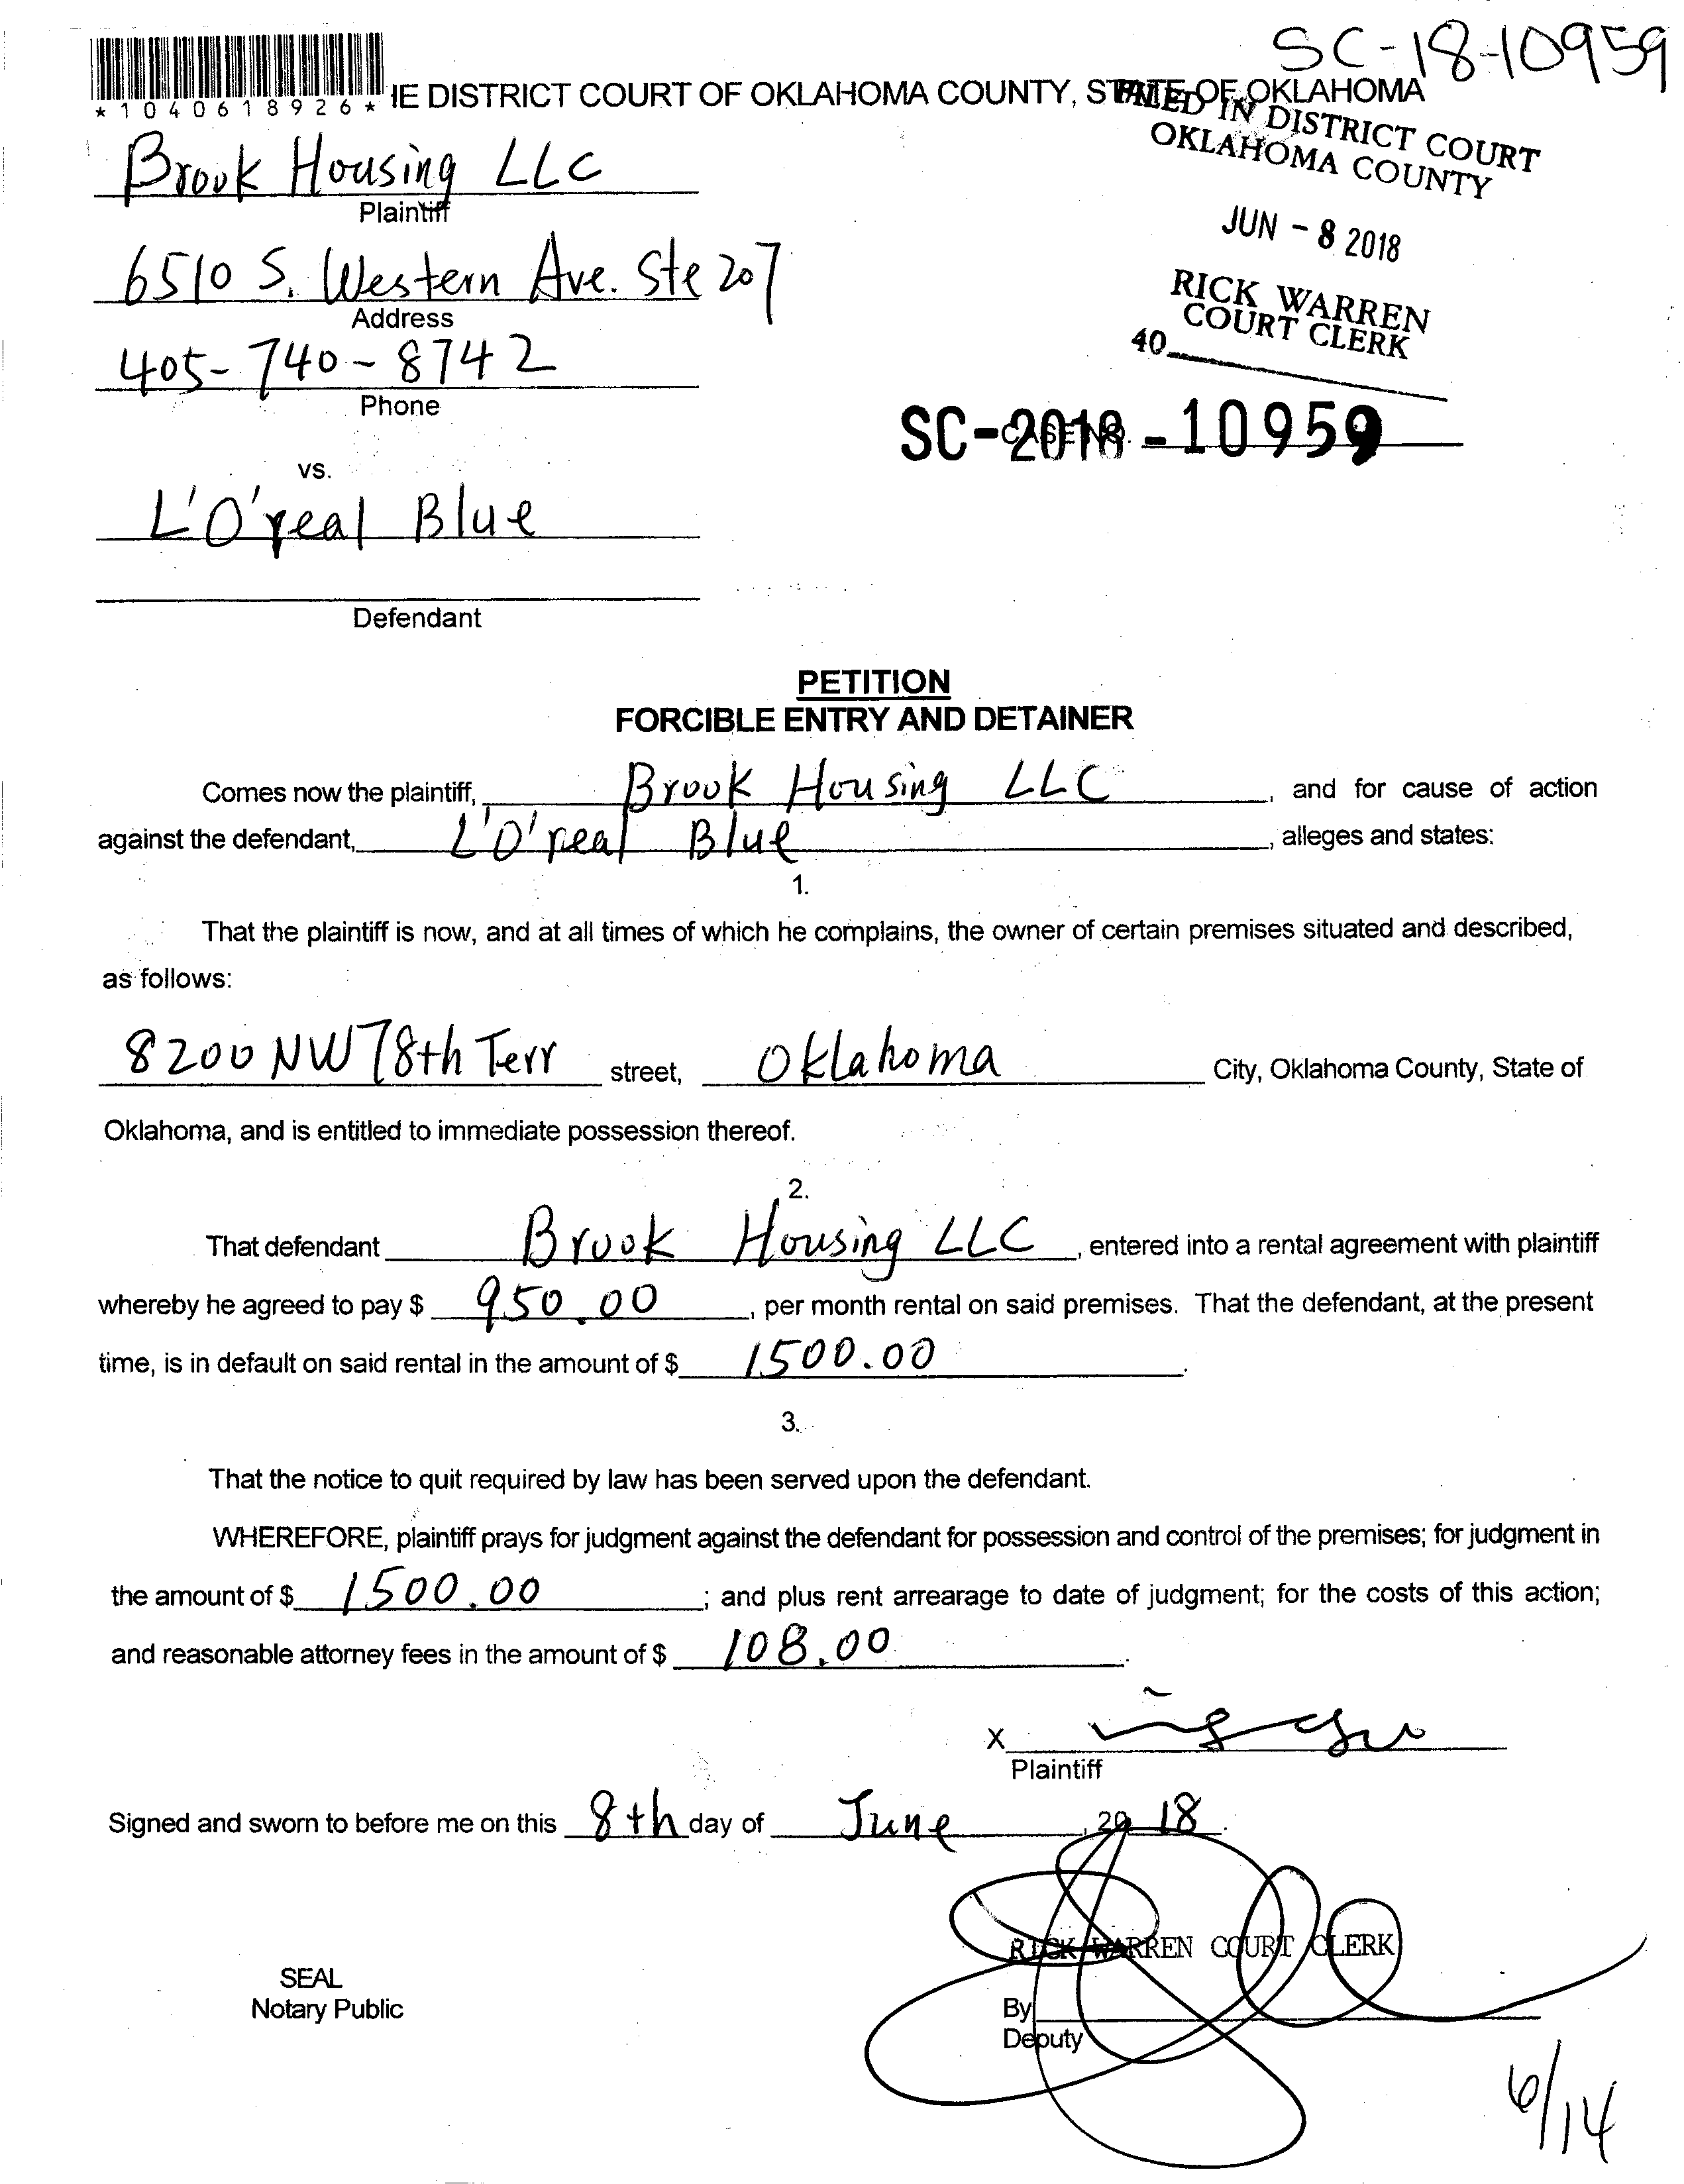 SC-18-10959
*1040618926* IE DISTRICT COURT OF OKLAHOMA COUNTY, STATE OF OKLAHOMA
FILED IN DISTRICT COURT
OKLAHOMA COUNTY
Brook Housing LLC
Plaintiff
JUN - 8 2018
6510 S. Western Ave. Ste 207
Address
RICK WARREN
COURT CLERK
40
405-740-8742
Phone
SC-2018-10959
CASE NO.
vs.
L'O'real Blue
Defendant
PETITION
FORCIBLE ENTRY AND DETAINER
Comes now the plaintiff, Brook Housing LLC, and for cause of action
against the defendant, L'O'real Blue, alleges and states:
1.
That the plaintiff is now, and at all times of which he complains, the owner of certain premises situated and described,
as follows:
8200 NW 78th Terr street, Oklahoma City, Oklahoma County, State of
Oklahoma, and is entitled to immediate possession thereof.
2.
That defendant Brook Housing LLC, entered into a rental agreement with plaintiff
whereby he agreed to pay $ 950.00, per month rental on said premises. That the defendant, at the present
time, is in default on said rental in the amount of $ 1500.00.
3.
That the notice to quit required by law has been served upon the defendant.
WHEREFORE, plaintiff prays for judgment against the defendant for possession and control of the premises; for judgment in
the amount of $ 1500.00; and plus rent arrearage to date of judgment; for the costs of this action;
and reasonable attorney fees in the amount of $ 108.00.
X
Plaintiff
Signed and sworn to before me on this 8th day of June, 20 18.
RICK WARREN COURT CLERK
SEAL
Notary Public
By
Deputy
6/14